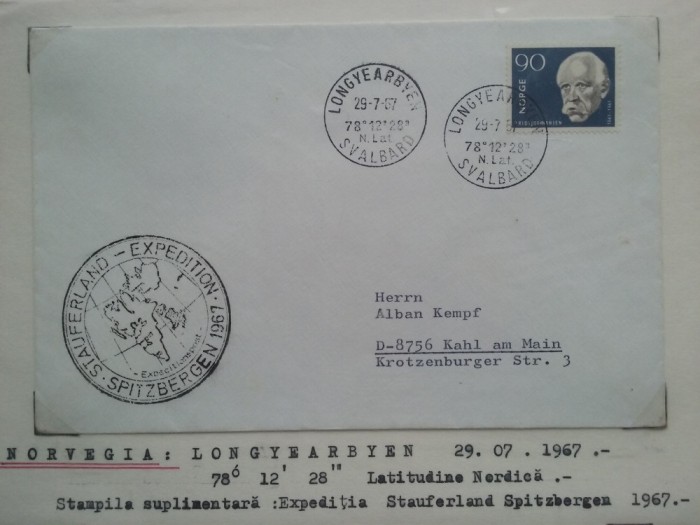 LONGYEARBYEN
29-7-67
78°12'28"
N.Lat.
SVALBARD
LONGYEAR
29-7
78°12'28"
N.Lat.
SVALBARD
90
NORGE
STAUFERLAND - EXPEDITION
· SPITZBERGEN 1967 ·
Herrn
Alban Kempf
D-8756 Kahl am Main
Krotzenburger Str. 3
NORVEGIA: LONGYEARBYEN 29.07.1967.-
78° 12' 28" Latitudine Nordică.-
Stampila suplimentară :Expediția Stauferland Spitzbergen 1967.-